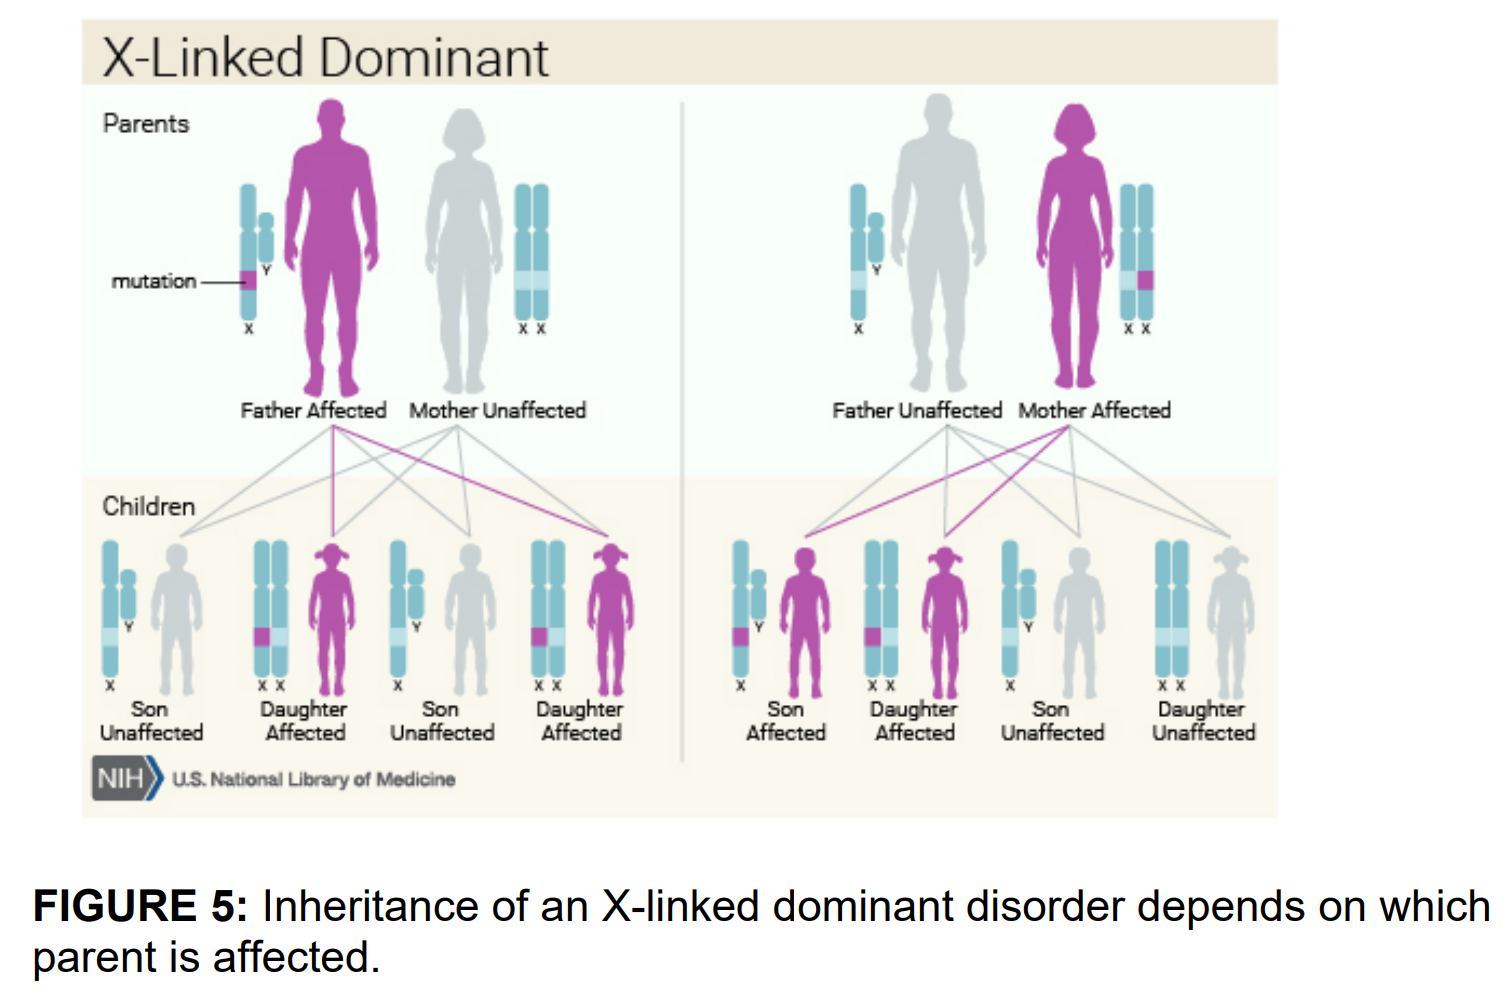 X-Linked Dominant
Parents
mutation
Y
X
X X
Y
X
X X
Father Affected
Mother Unaffected
Father Unaffected
Mother Affected
Children
Y
X
X X
Y
X
X X
Y
X
X X
Y
X
X X
Son
Unaffected
Daughter
Affected
Son
Unaffected
Daughter
Affected
Son
Affected
Daughter
Affected
Son
Unaffected
Daughter
Unaffected
NIH U.S. National Library of Medicine
FIGURE 5: Inheritance of an X-linked dominant disorder depends on which
parent is affected.